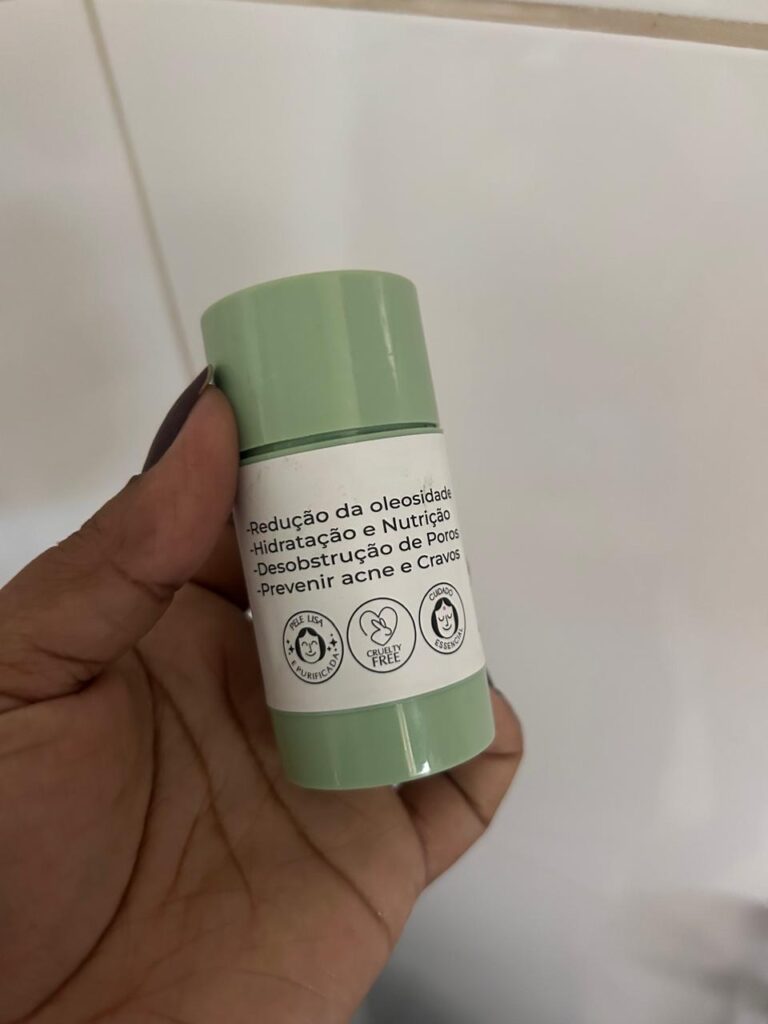 -Redução da oleosidade
-Hidratação e Nutrição
-Desobstrução de Poros
-Prevenir acne e Cravos
PELE LISA
E PURIFICADA
CRUELTY
FREE
CUIDADO
ESSENCIAL